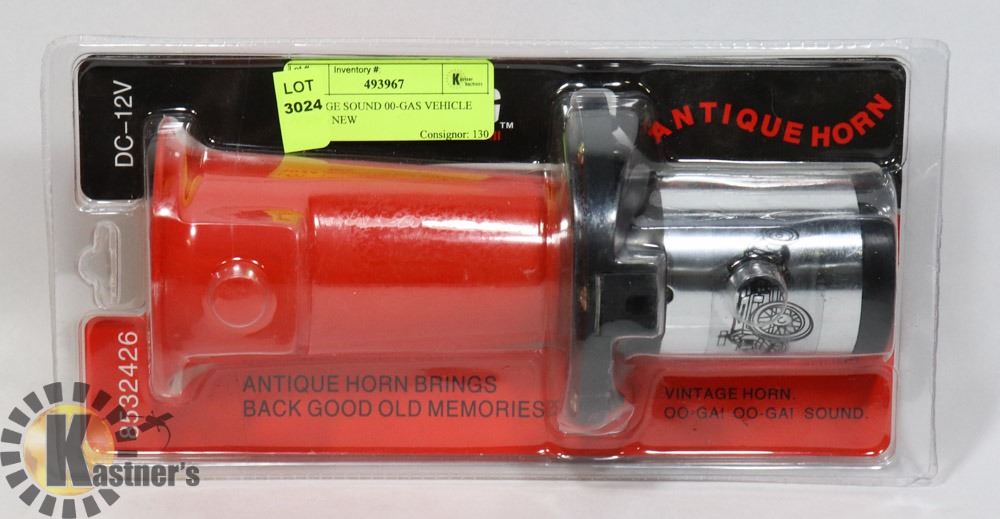 DC-12V
LOT
3024
Inventory #:
493967
GE SOUND 00-GAS VEHICLE
NEW
Consignor: 130
TM
ANTIQUE HORN
8532426
ANTIQUE HORN BRINGS
BACK GOOD OLD MEMORIES
VINTAGE HORN.
OO-GA! OO-GA! SOUND.
Kastner's